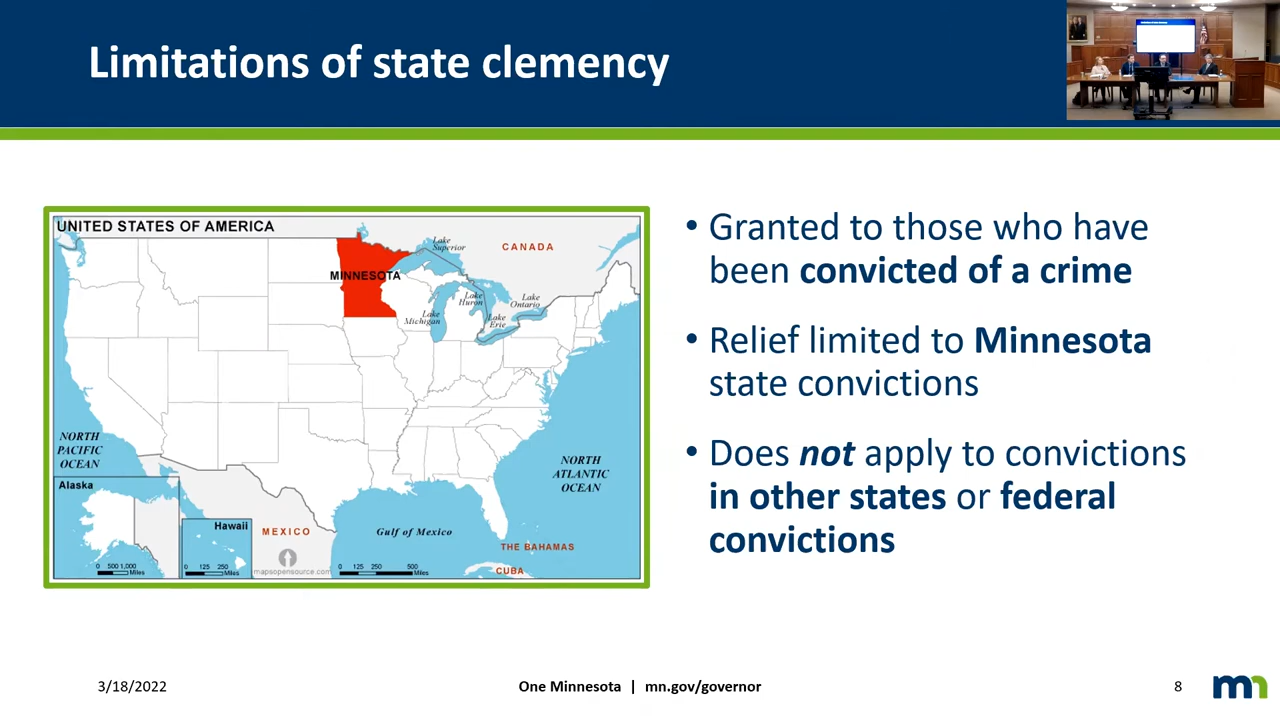 Limitations of state clemency
UNITED STATES OF AMERICA
Lake
Superior
CANADA
MINNESOTA
Lake
Huron
Lake
Ontario
Lake
Michigan
Lake
Erie
NORTH
PACIFIC
OCEAN
NORTH
ATLANTIC
OCEAN
Alaska
Hawaii
MEXICO
Gulf of Mexico
THE BAHAMAS
CUBA
0 500 1,000
Miles
0 125 250
Miles
mapsopensource.com
0 125 250 500
Miles
• Granted to those who have
been convicted of a crime
• Relief limited to Minnesota
state convictions
• Does not apply to convictions
in other states or federal
convictions
3/18/2022
One Minnesota | mn.gov/governor
8
mn